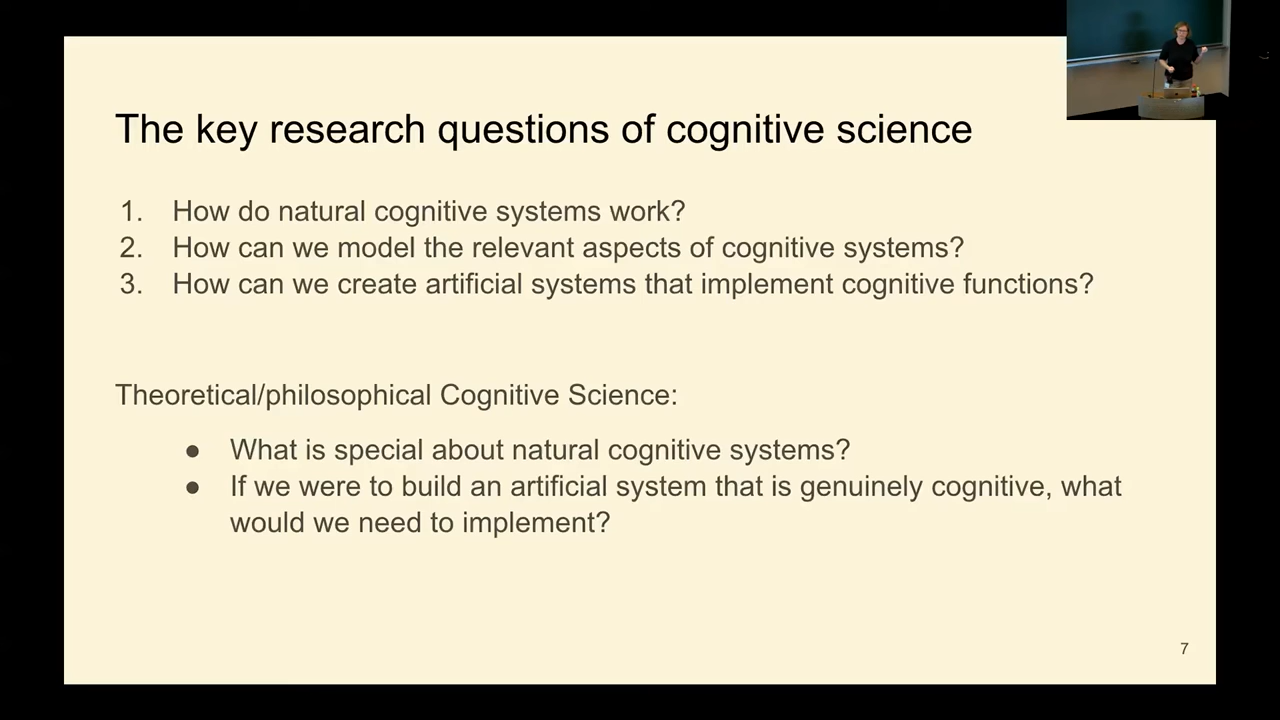 The key research questions of cognitive science
1. How do natural cognitive systems work?
2. How can we model the relevant aspects of cognitive systems?
3. How can we create artificial systems that implement cognitive functions?
Theoretical/philosophical Cognitive Science:
● What is special about natural cognitive systems?
● If we were to build an artificial system that is genuinely cognitive, what
would we need to implement?
7